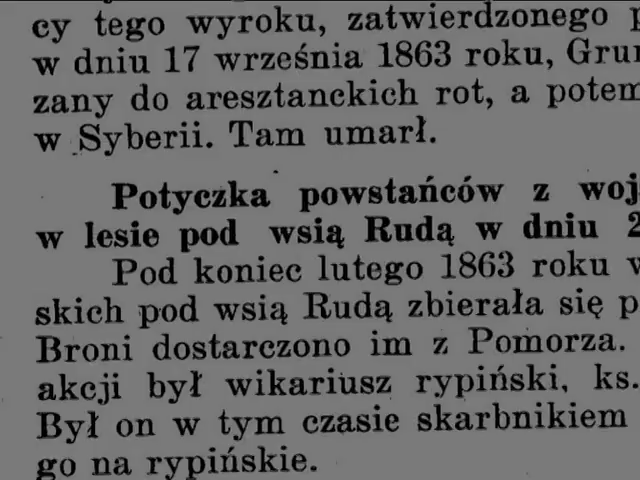 cy tego wyroku, zatwierdzonego
w dniu 17 września 1863 roku,
zany do aresztanckich rot, a potem
w Syberii. Tam umarł.
Potyczka powstańców z
w lesie pod wsią Rudą w dniu
Pod koniec lutego 1863 roku
skich pod wsią Rudą zbierała się
Broni dostarczono im z Pomorza.
akcji był wikariusz rypiński, ks.
Był on w tym czasie skarbnikiem
go na rypińskie.